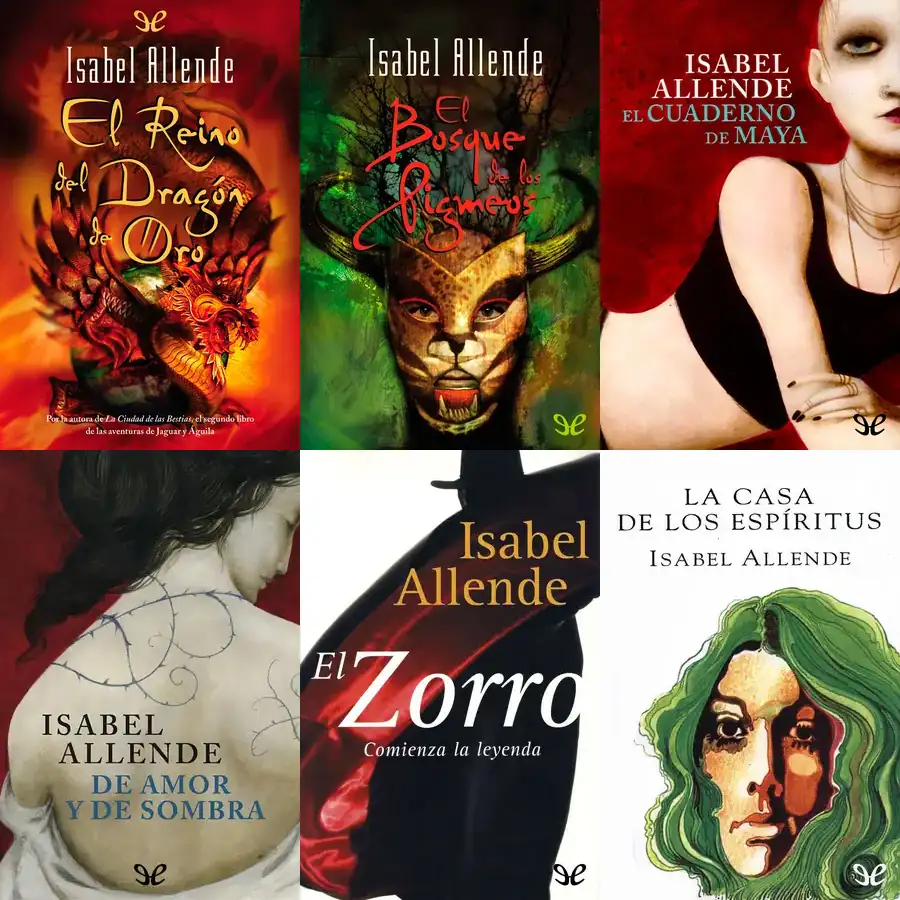 Isabel Allende
El Reino
del Dragón
de Oro
Por la autora de La Ciudad de las Bestias, el segundo libro
de las aventuras de Jaguar y Águila
Isabel Allende
El
Bosque
de los
Pigmeos
ISABEL
ALLENDE
EL CUADERNO
DE MAYA
ISABEL
ALLENDE
DE AMOR
Y DE SOMBRA
Isabel
Allende
El Zorro
Comienza la leyenda
LA CASA
DE LOS ESPÍRITUS
ISABEL ALLENDE